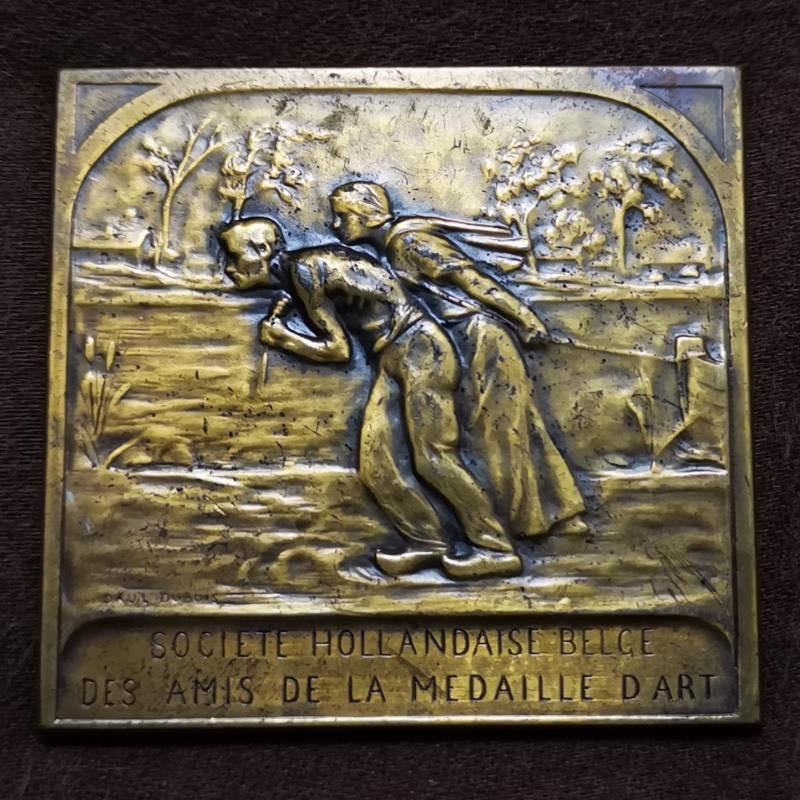 PAUL DUBOIS
SOCIETE HOLLANDAISE BELGE
DES AMIS DE LA MEDAILLE D ART